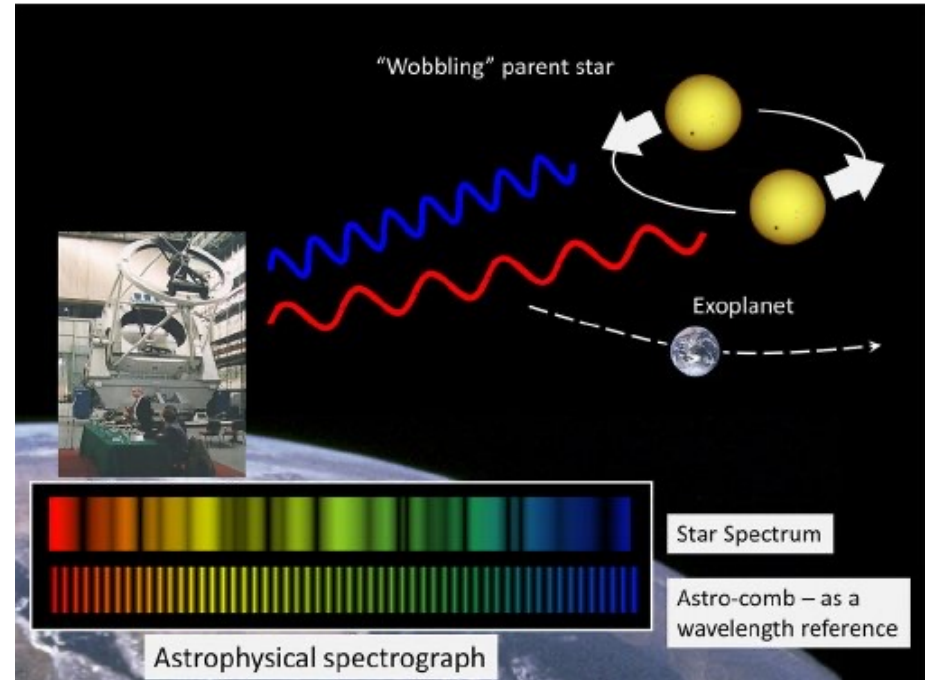 “Wobbling” parent star
Exoplanet
Star Spectrum
Astro-comb – as a
wavelength reference
Astrophysical spectrograph